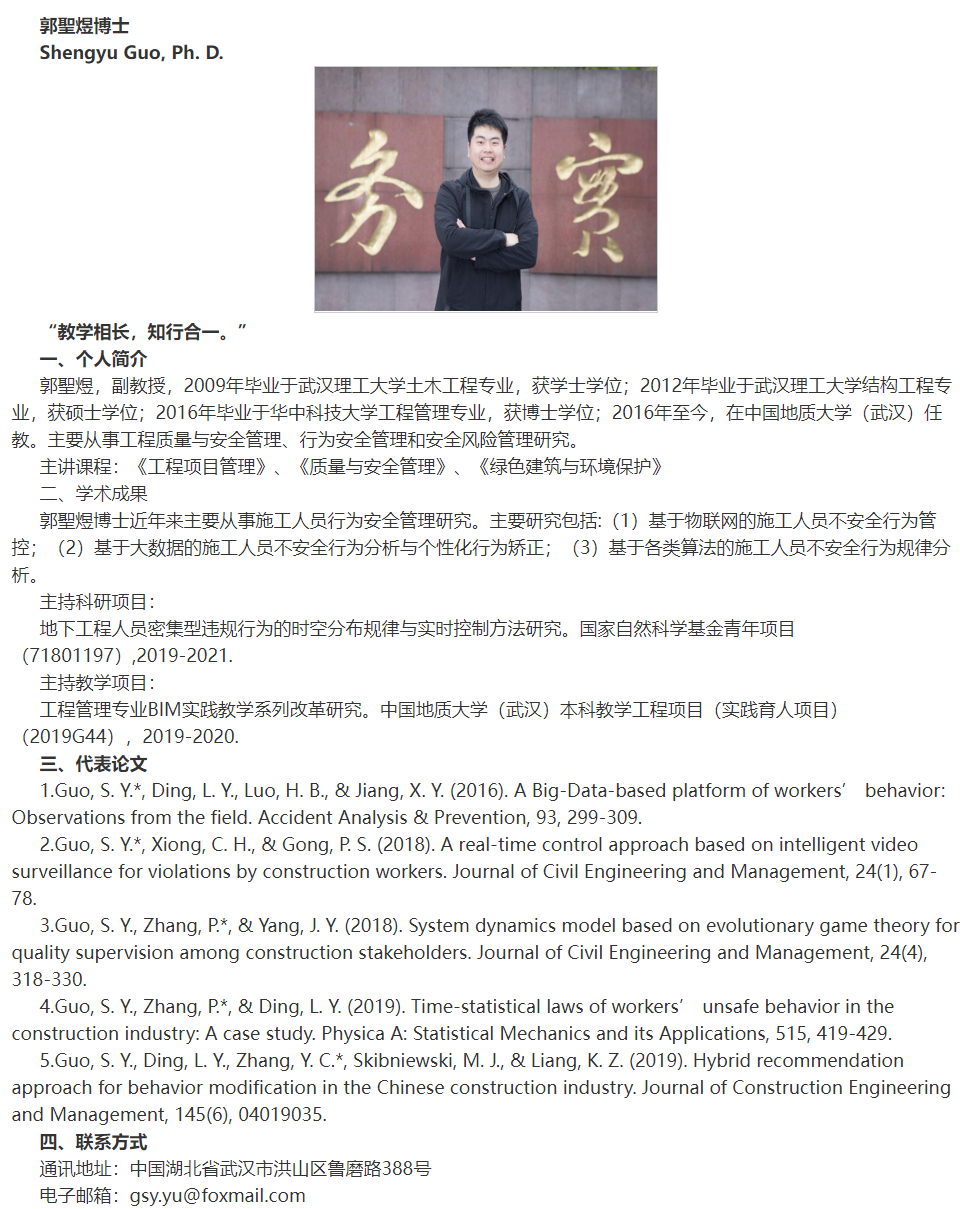 郭聖煜博士
Shengyu Guo, Ph. D.
务 实
“教学相长，知行合一。”
一、个人简介
郭聖煜，副教授，2009年毕业于武汉理工大学土木工程专业，获学士学位；2012年毕业于武汉理工大学结构工程专
业，获硕士学位；2016年毕业于华中科技大学工程管理专业，获博士学位；2016年至今，在中国地质大学（武汉）任
教。主要从事工程质量与安全管理、行为安全管理和安全风险管理研究。
主讲课程：《工程项目管理》、《质量与安全管理》、《绿色建筑与环境保护》
二、学术成果
郭聖煜博士近年来主要从事施工人员行为安全管理研究。主要研究包括:（1）基于物联网的施工人员不安全行为管
控；（2）基于大数据的施工人员不安全行为分析与个性化行为矫正；（3）基于各类算法的施工人员不安全行为规律分
析。
主持科研项目：
地下工程人员密集型违规行为的时空分布规律与实时控制方法研究。国家自然科学基金青年项目
（71801197）,2019-2021.
主持教学项目：
工程管理专业BIM实践教学系列改革研究。中国地质大学（武汉）本科教学工程项目（实践育人项目）
（2019G44），2019-2020.
三、代表论文
1.Guo, S. Y.*, Ding, L. Y., Luo, H. B., & Jiang, X. Y. (2016). A Big-Data-based platform of workers’ behavior:
Observations from the field. Accident Analysis & Prevention, 93, 299-309.
2.Guo, S. Y.*, Xiong, C. H., & Gong, P. S. (2018). A real-time control approach based on intelligent video
surveillance for violations by construction workers. Journal of Civil Engineering and Management, 24(1), 67-
78.
3.Guo, S. Y., Zhang, P.*, & Yang, J. Y. (2018). System dynamics model based on evolutionary game theory for
quality supervision among construction stakeholders. Journal of Civil Engineering and Management, 24(4),
318-330.
4.Guo, S. Y., Zhang, P.*, & Ding, L. Y. (2019). Time-statistical laws of workers’ unsafe behavior in the
construction industry: A case study. Physica A: Statistical Mechanics and its Applications, 515, 419-429.
5.Guo, S. Y., Ding, L. Y., Zhang, Y. C.*, Skibniewski, M. J., & Liang, K. Z. (2019). Hybrid recommendation
approach for behavior modification in the Chinese construction industry. Journal of Construction Engineering
and Management, 145(6), 04019035.
四、联系方式
通讯地址：中国湖北省武汉市洪山区鲁磨路388号
电子邮箱：gsy.yu@foxmail.com